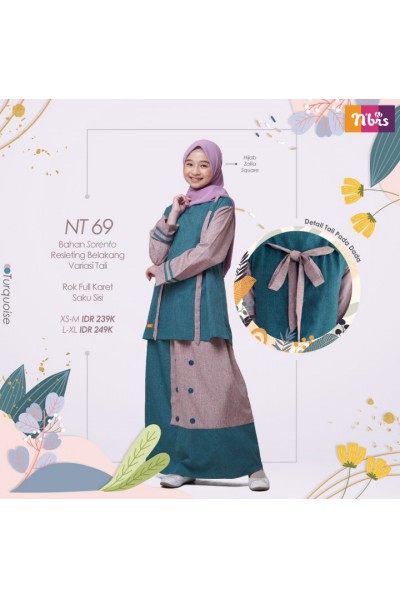 Nbrs
Hijab
Zalfa
Square
NT 69
Bahan Sorento
Resleting Belakang
Variasi Tali
Rok Full Karet
Saku Sisi
XS-M IDR 239K
L-XL IDR 249K
Turquoise
Detail Tali Pada Dada